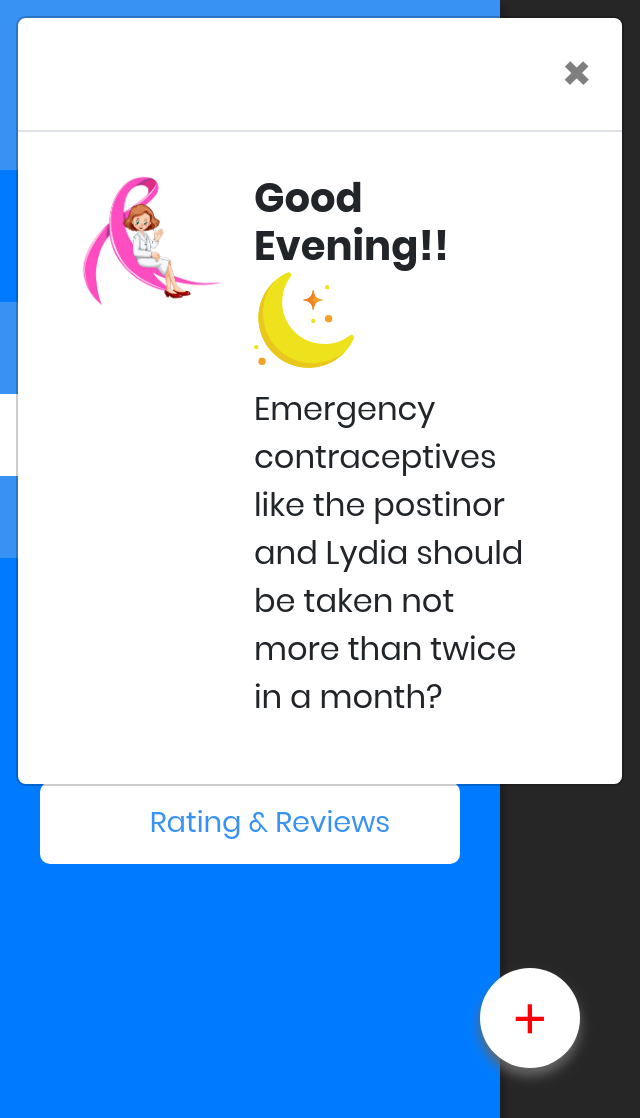 Good
Evening!!
Emergency
contraceptives
like the postinor
and Lydia should
be taken not
more than twice
in a month?
Rating & Reviews